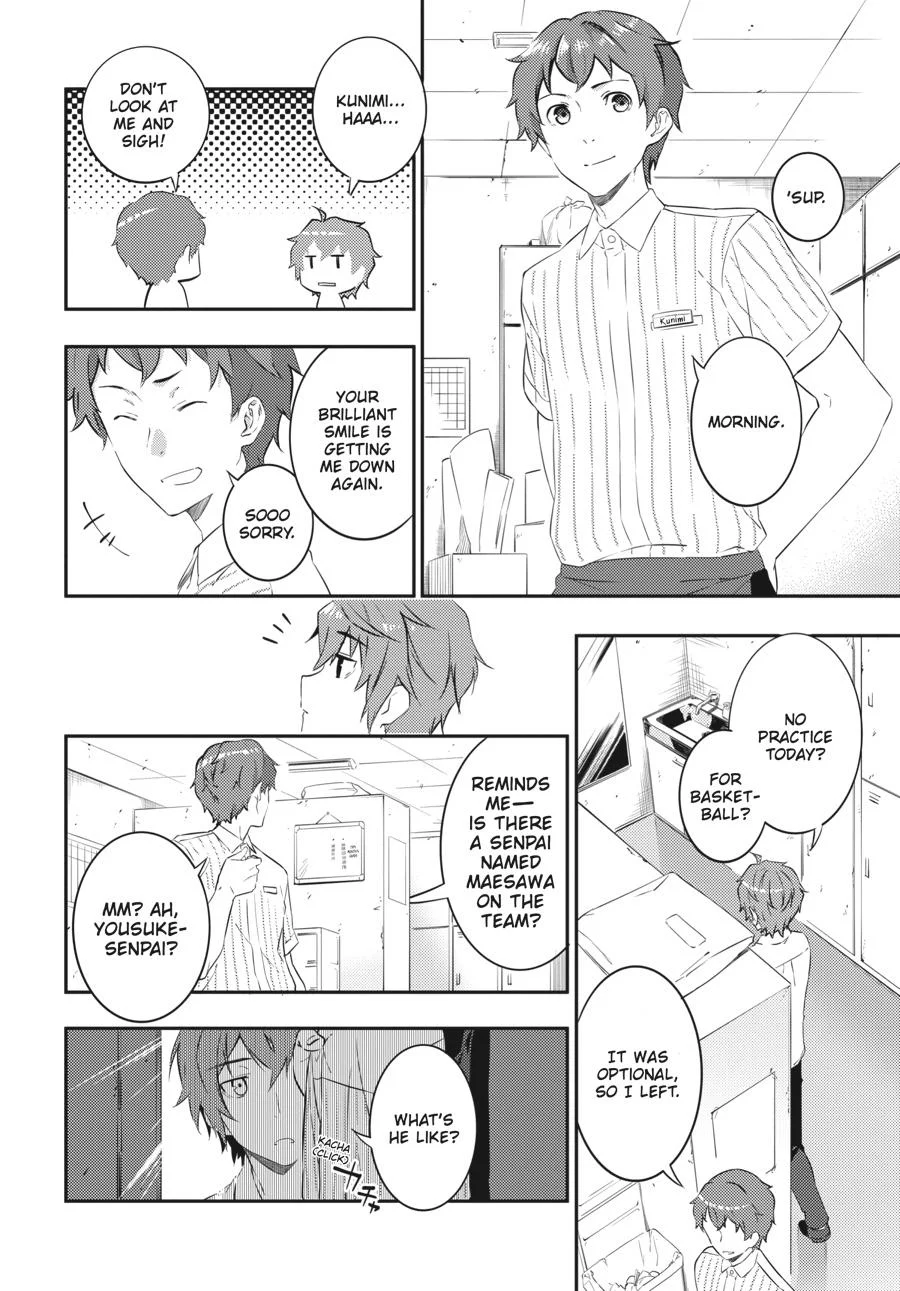 'SUP.
Kunimi
MORNING.
KUNIMI...
HAAA...
DON'T
LOOK AT
ME AND
SIGH!
YOUR
BRILLIANT
SMILE IS
GETTING
ME DOWN
AGAIN.
SOOO
SORRY.
NO
PRACTICE
TODAY?
FOR
BASKET-
BALL?
IT WAS
OPTIONAL,
SO I LEFT.
REMINDS
ME—
IS THERE
A SENPAI
NAMED
MAESAWA
ON THE
TEAM?
MM? AH,
YOUSUKE-
SENPAI?
WHAT'S
HE LIKE?
KACHA
(CLICK)
カチャ